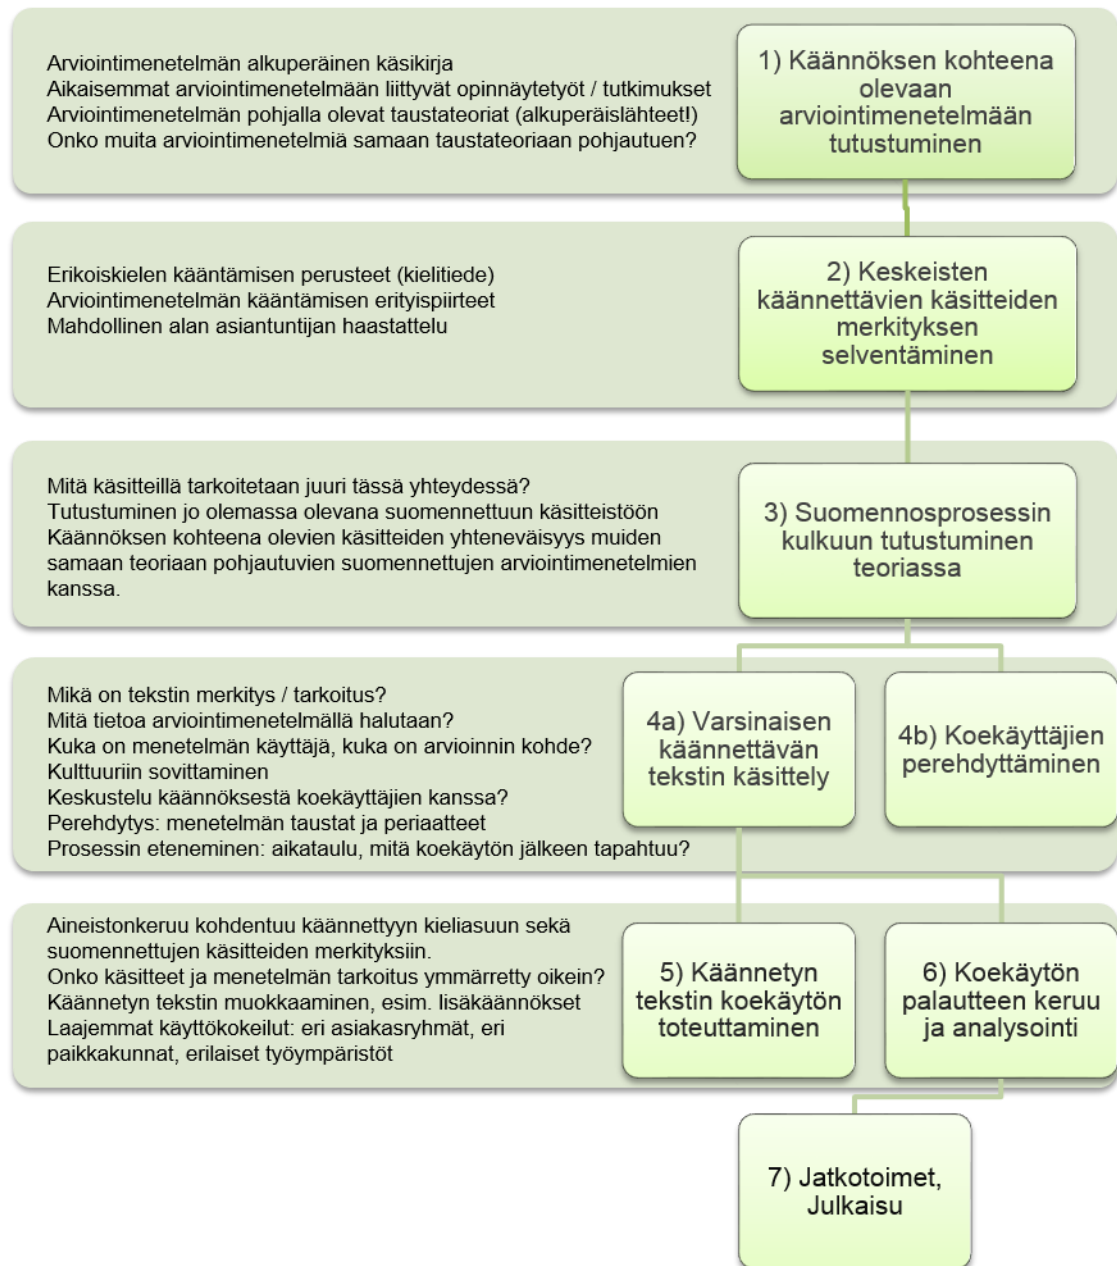 Arviointimenetelmän alkuperäinen käsikirja
Aikaisemmat arviointimenetelmään liittyvät opinnäytetyöt / tutkimukset
Arviointimenetelmän pohjalla olevat taustateoriat (alkuperäislähteet!)
Onko muita arviointimenetelmiä samaan taustateoriaan pohjautuen?
1) Käännöksen kohteena
olevaan
arviointimenetelmään
tutustuminen
Erikoiskielen kääntämisen perusteet (kielitiede)
Arviointimenetelmän kääntämisen erityispiirteet
Mahdollinen alan asiantuntijan haastattelu
2) Keskeisten
käännettävien käsitteiden
merkityksen
selventäminen
Mitä käsitteillä tarkoitetaan juuri tässä yhteydessä?
Tutustuminen jo olemassa olevana suomennettuun käsitteistöön
Käännöksen kohteena olevien käsitteiden yhteneväisyys muiden
samaan teoriaan pohjautuvien suomennettujen arviointimenetelmien
kanssa.
3) Suomennosprosessin
kulkuun tutustuminen
teoriassa
Mikä on tekstin merkitys / tarkoitus?
Mitä tietoa arviointimenetelmällä halutaan?
Kuka on menetelmän käyttäjä, kuka on arvioinnin kohde?
Kulttuuriin sovittaminen
Keskustelu käännöksestä koekäyttäjien kanssa?
Perehdytys: menetelmän taustat ja periaatteet
Prosessin eteneminen: aikataulu, mitä koekäytön jälkeen tapahtuu?
4a) Varsinaisen
käännettävän
tekstin käsittely
4b) Koekäyttäjien
perehdyttäminen
Aineistonkeruu kohdentuu käännettyyn kieliasuun sekä
suomennettujen käsitteiden merkityksiin.
Onko käsitteet ja menetelmän tarkoitus ymmärretty oikein?
Käännetyn tekstin muokkaaminen, esim. lisäkäännökset
Laajemmat käyttökokeilut: eri asiakasryhmät, eri
paikkakunnat, erilaiset työympäristöt
5) Käännetyn
tekstin koekäytön
toteuttaminen
6) Koekäytön
palautteen keruu
ja analysointi
7) Jatkotoimet,
Julkaisu